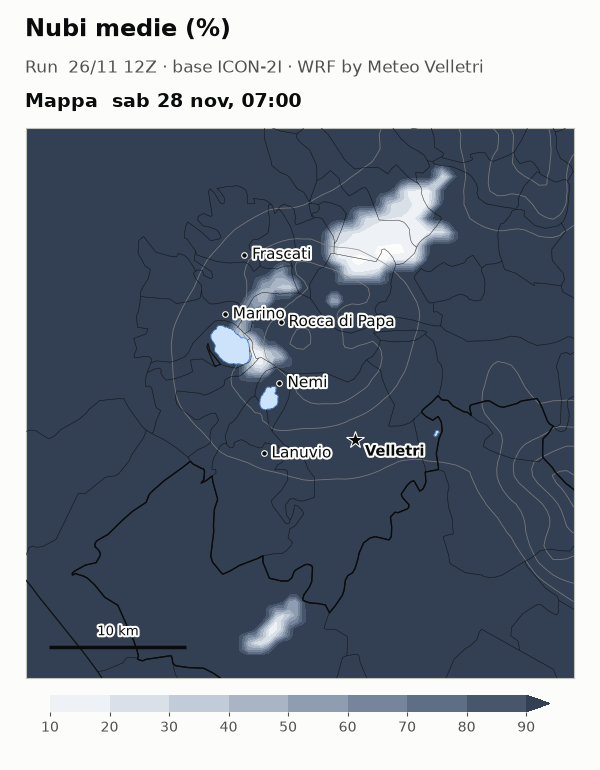 Nubi medie (%)
Run  26/11 12Z · base ICON-2I · WRF by Meteo Velletri
Mappa  sab 28 nov, 07:00
Frascati
Marino
Rocca di Papa
Nemi
Velletri
Lanuvio
10 km
10 20 30 40 50 60 70 80 90